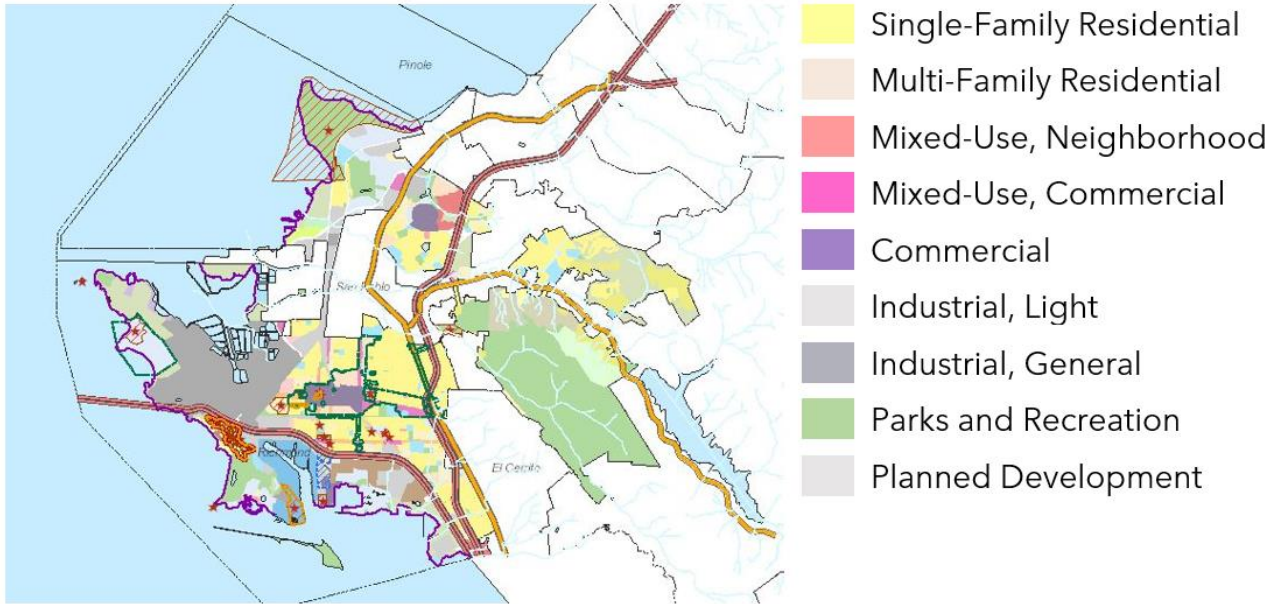 Pinole
San Pablo
Richmond
El Cerrito
Single-Family Residential
Multi-Family Residential
Mixed-Use, Neighborhood
Mixed-Use, Commercial
Commercial
Industrial, Light
Industrial, General
Parks and Recreation
Planned Development